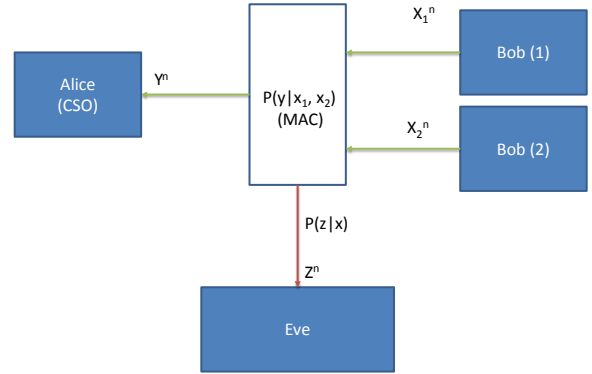 X₁ⁿ
Bob (1)
Alice
(CSO)
Yⁿ
P(y|x₁, x₂)
(MAC)
X₂ⁿ
Bob (2)
P(z|x)
Zⁿ
Eve